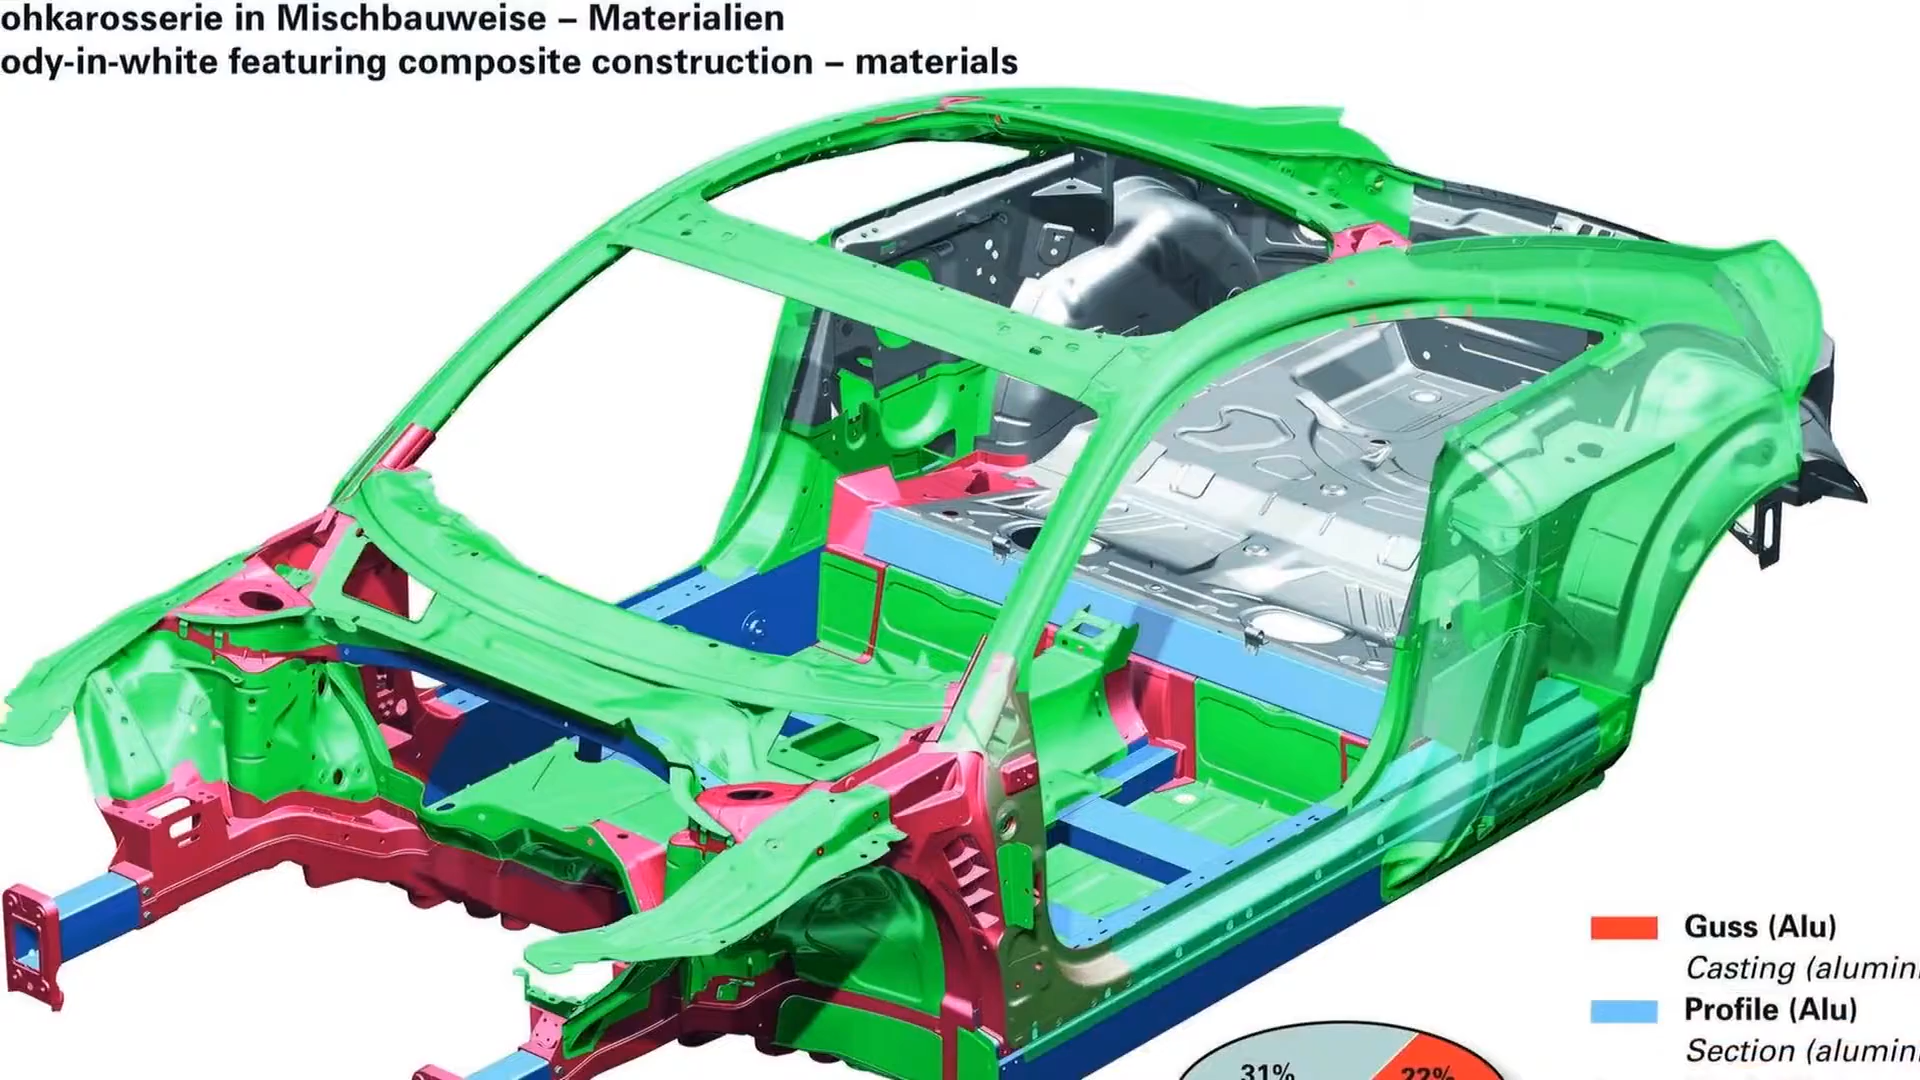 ohkarosserie in Mischbauweise – Materialien
ody-in-white featuring composite construction – materials
Guss (Alu)
Casting (alumin
Profile (Alu)
Section (alumin
31%
22%